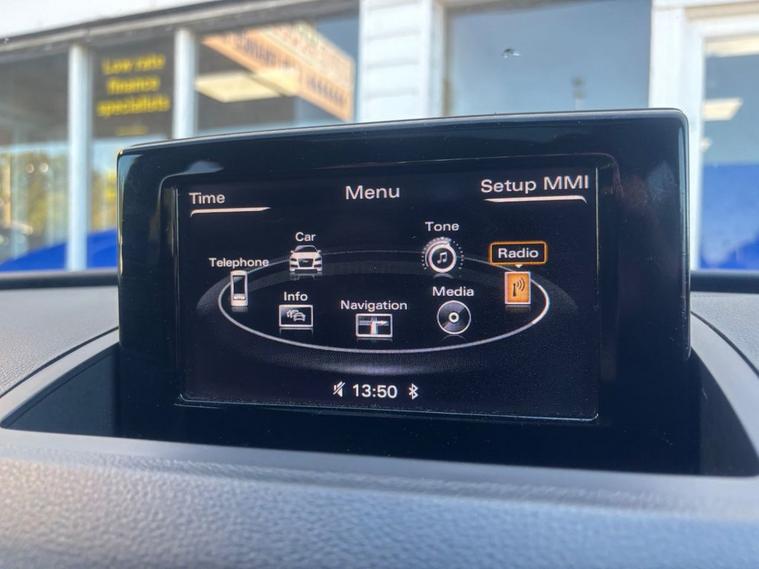 Low rate
finance
specialists
Time
Menu
Setup MMI
Car
Tone
Telephone
Radio
Info
Navigation
Media
13:50